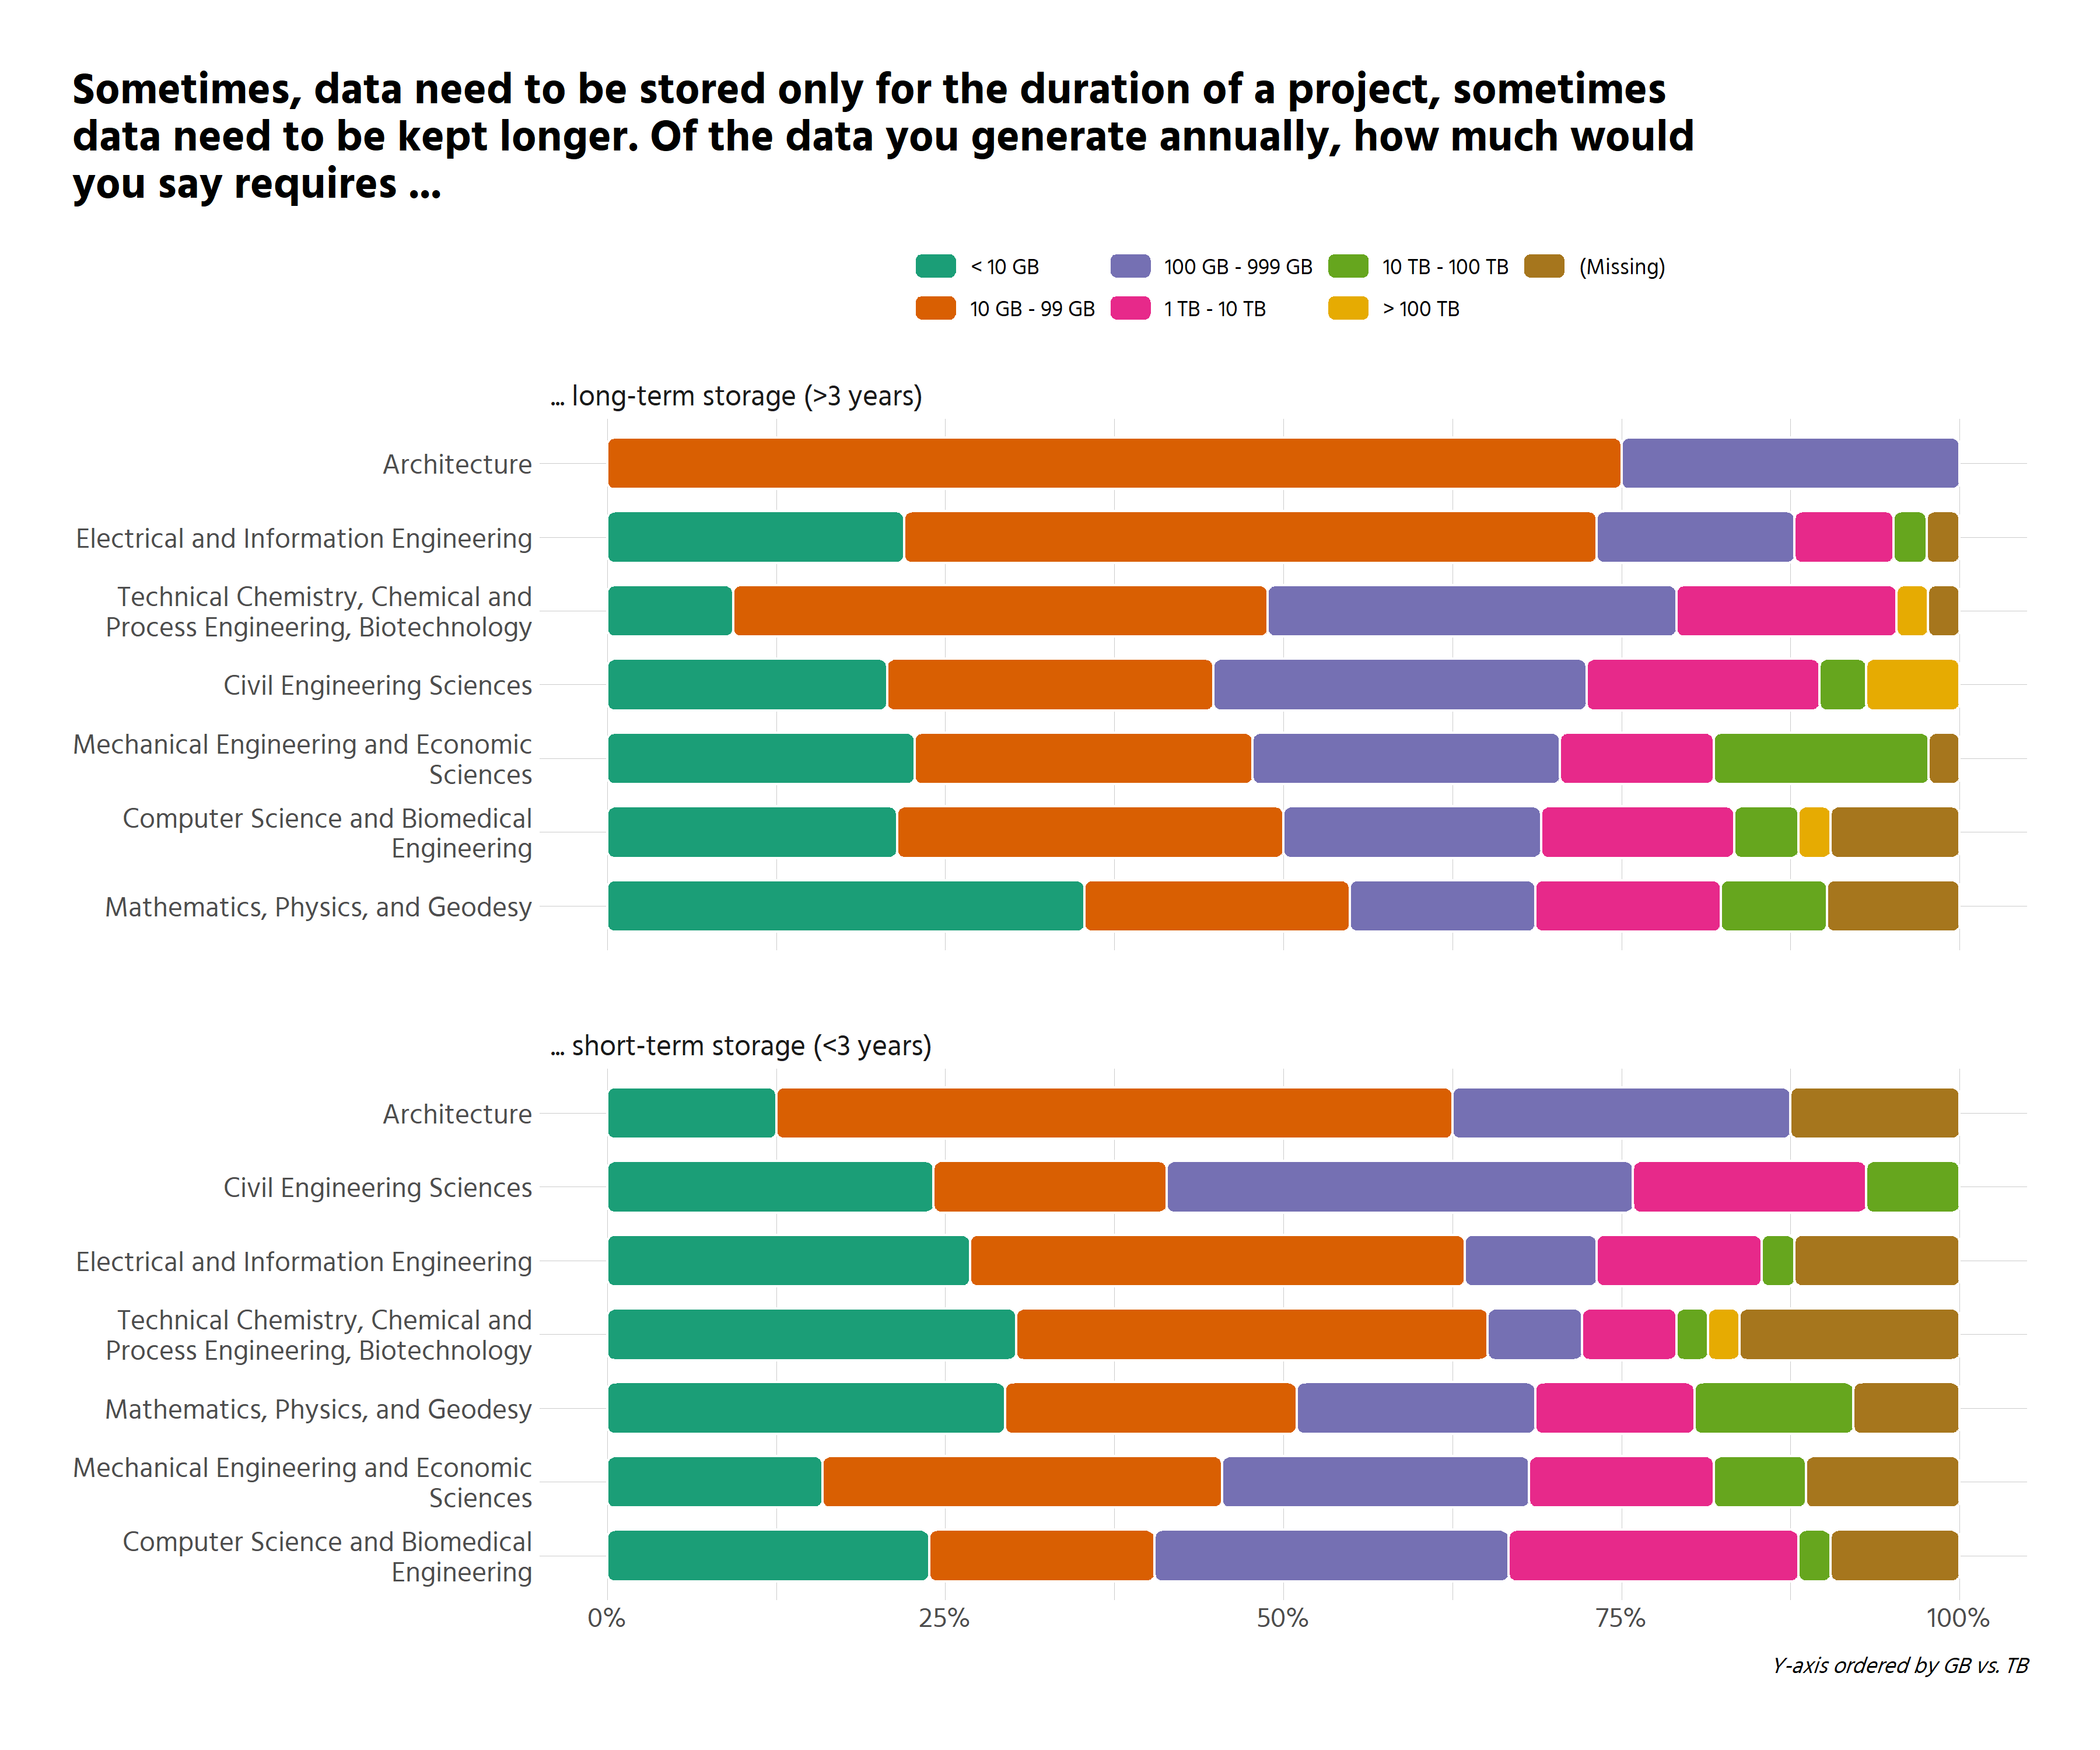 Sometimes, data need to be stored only for the duration of a project, sometimes
data need to be kept longer. Of the data you generate annually, how much would
you say requires ...
< 10 GB
100 GB - 999 GB
10 TB - 100 TB
(Missing)
10 GB - 99 GB
1 TB - 10 TB
> 100 TB
... long-term storage (>3 years)
Architecture
Electrical and Information Engineering
Technical Chemistry, Chemical and
Process Engineering, Biotechnology
Civil Engineering Sciences
Mechanical Engineering and Economic
Sciences
Computer Science and Biomedical
Engineering
Mathematics, Physics, and Geodesy
... short-term storage (<3 years)
Architecture
Civil Engineering Sciences
Electrical and Information Engineering
Technical Chemistry, Chemical and
Process Engineering, Biotechnology
Mathematics, Physics, and Geodesy
Mechanical Engineering and Economic
Sciences
Computer Science and Biomedical
Engineering
0% 25% 50% 75% 100%
Y-axis ordered by GB vs. TB